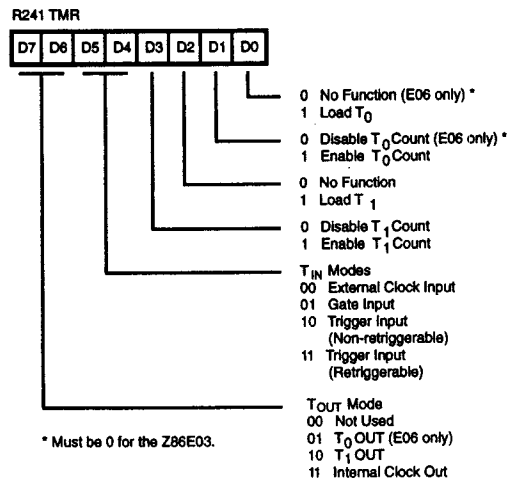 R241 TMR
D7 D6 D5 D4 D3 D2 D1 D0
0 No Function (E06 only) *
1 Load T0
0 Disable T0 Count (E06 only) *
1 Enable T0 Count
0 No Function
1 Load T1
0 Disable T1 Count
1 Enable T1 Count
TIN Modes
00 External Clock Input
01 Gate Input
10 Trigger Input
(Non-retriggerable)
11 Trigger Input
(Retriggerable)
TOUT Mode
00 Not Used
01 T0 OUT (E06 only)
10 T1 OUT
11 Internal Clock Out
* Must be 0 for the Z86E03.